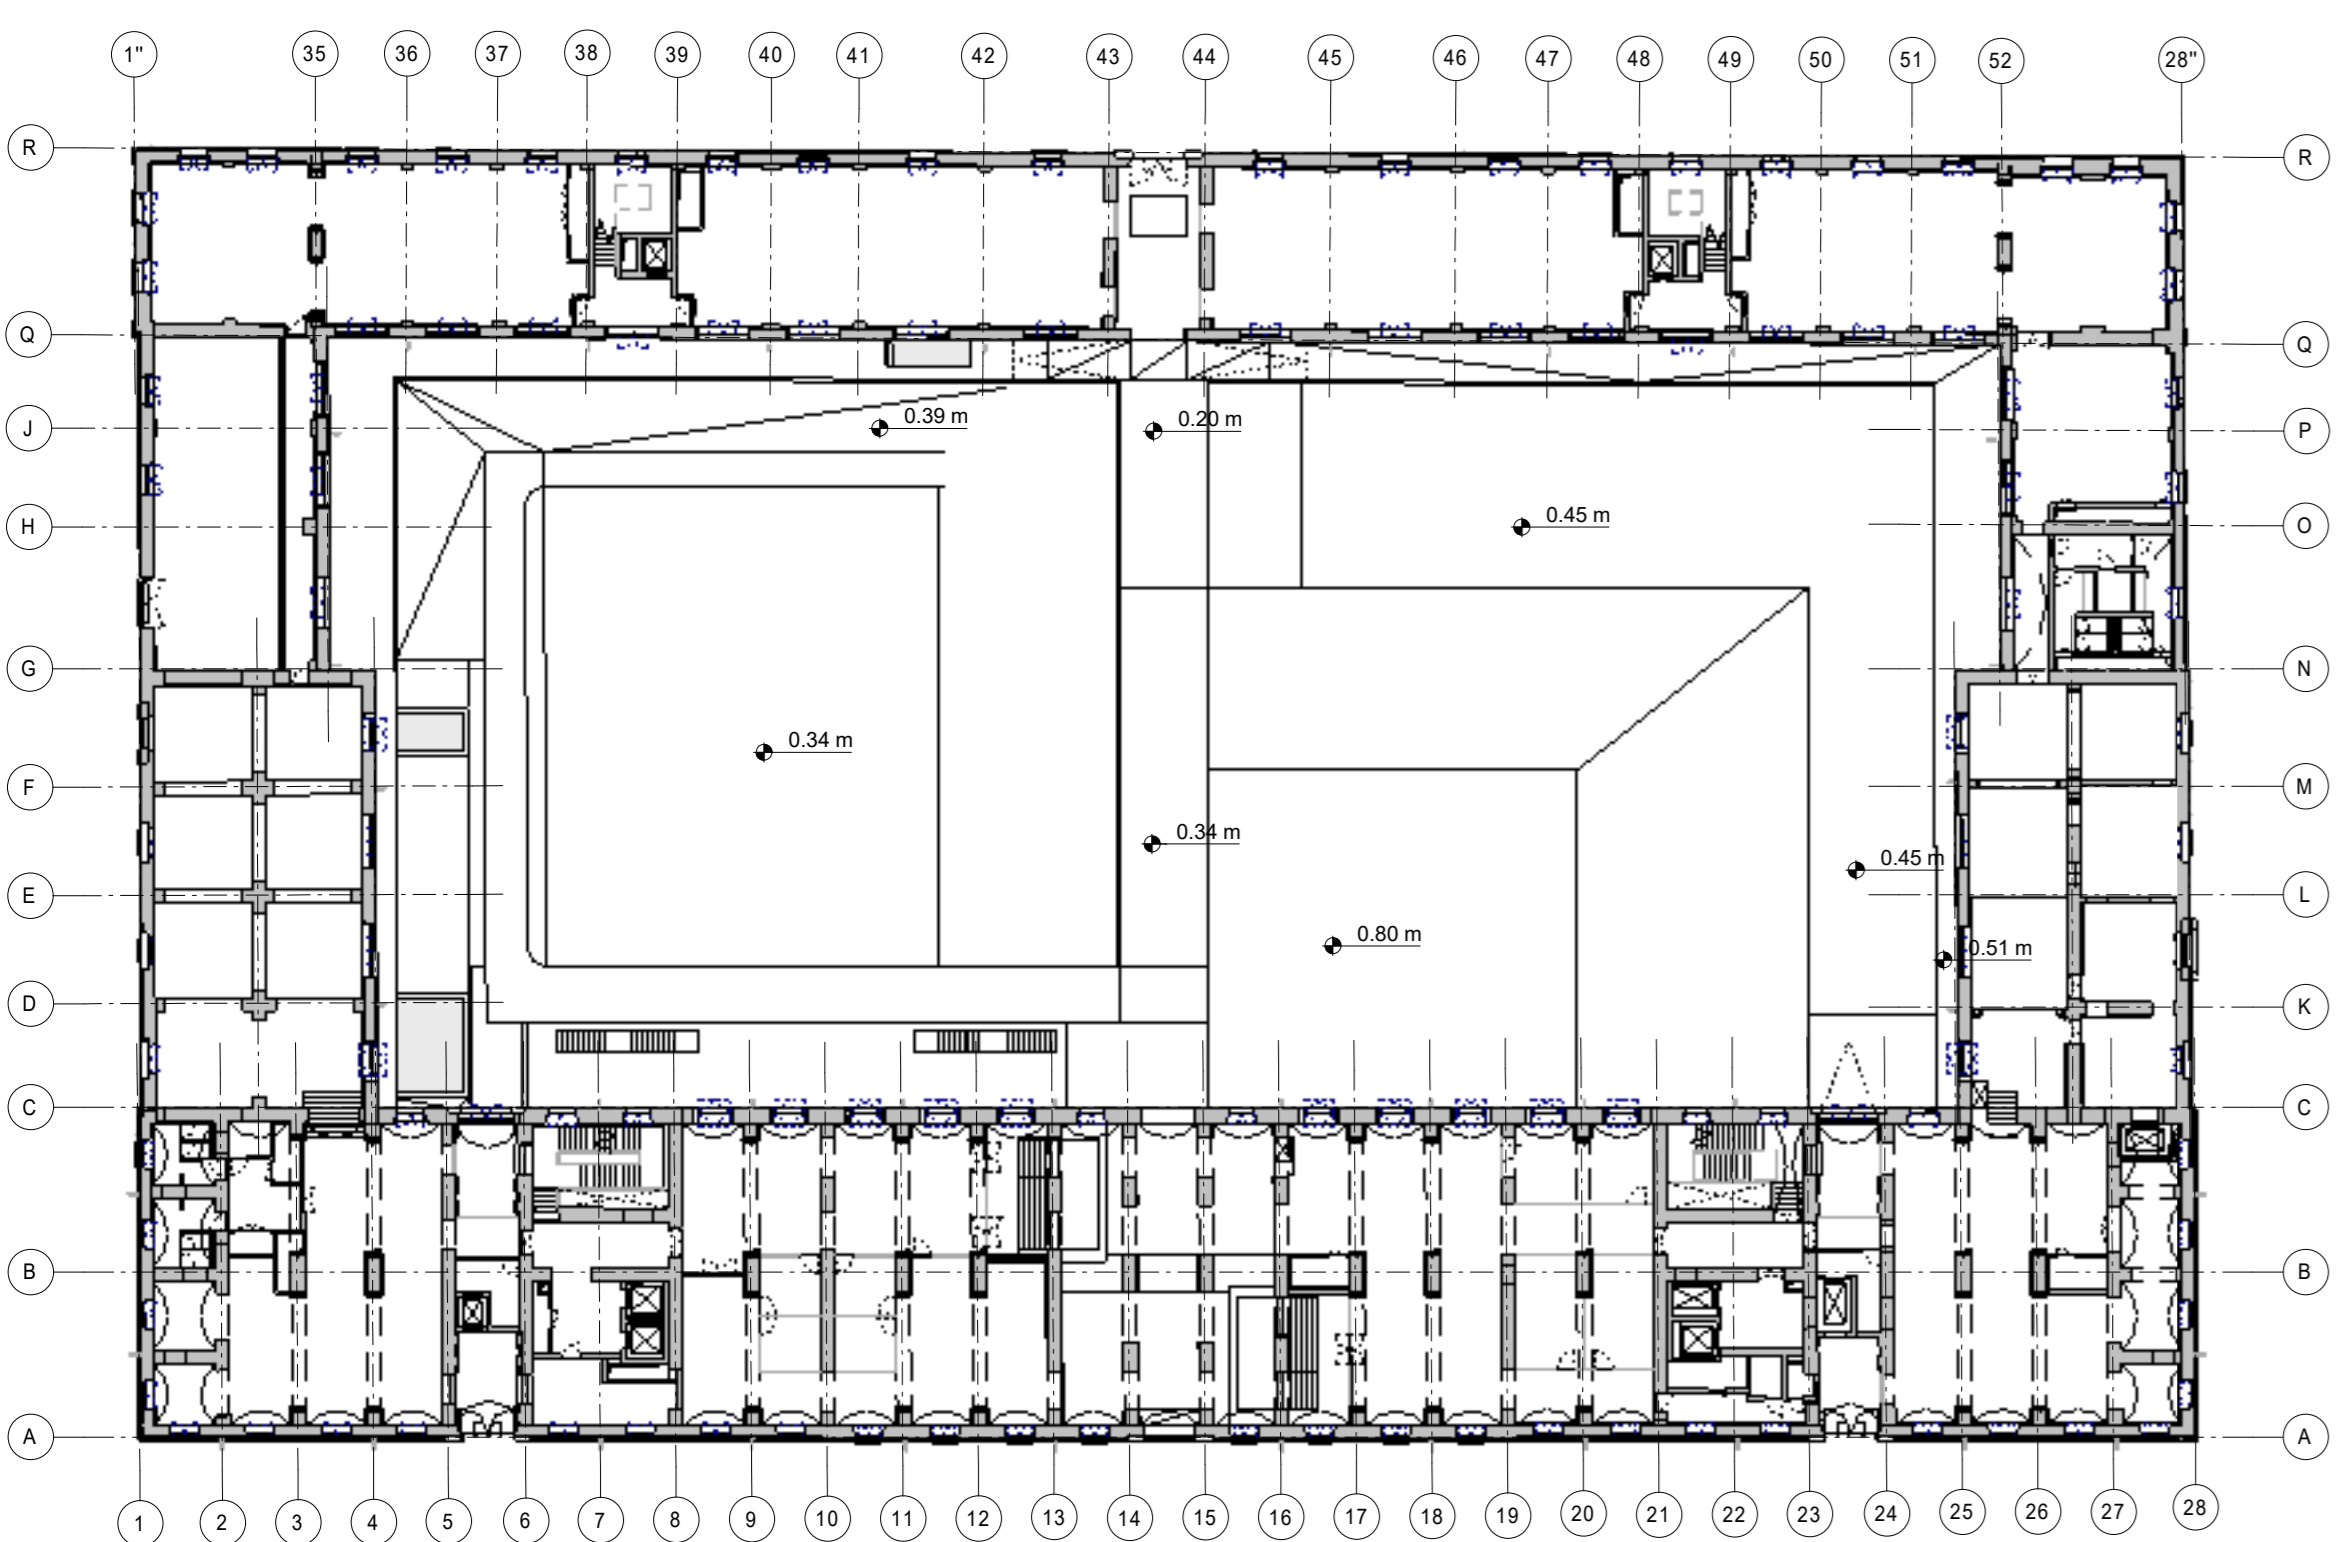 1" 35 36 37 38 39 40 41 42 43 44 45 46 47 48 49 50 51 52 28"
R R
Q Q
J 0.39 m 0.20 m P
H 0.45 m O
G N
F 0.34 m M
0.34 m
E 0.45 m L
0.80 m 0.51 m
D K
C C
B B
A A
1 2 3 4 5 6 7 8 9 10 11 12 13 14 15 16 17 18 19 20 21 22 23 24 25 26 27 28